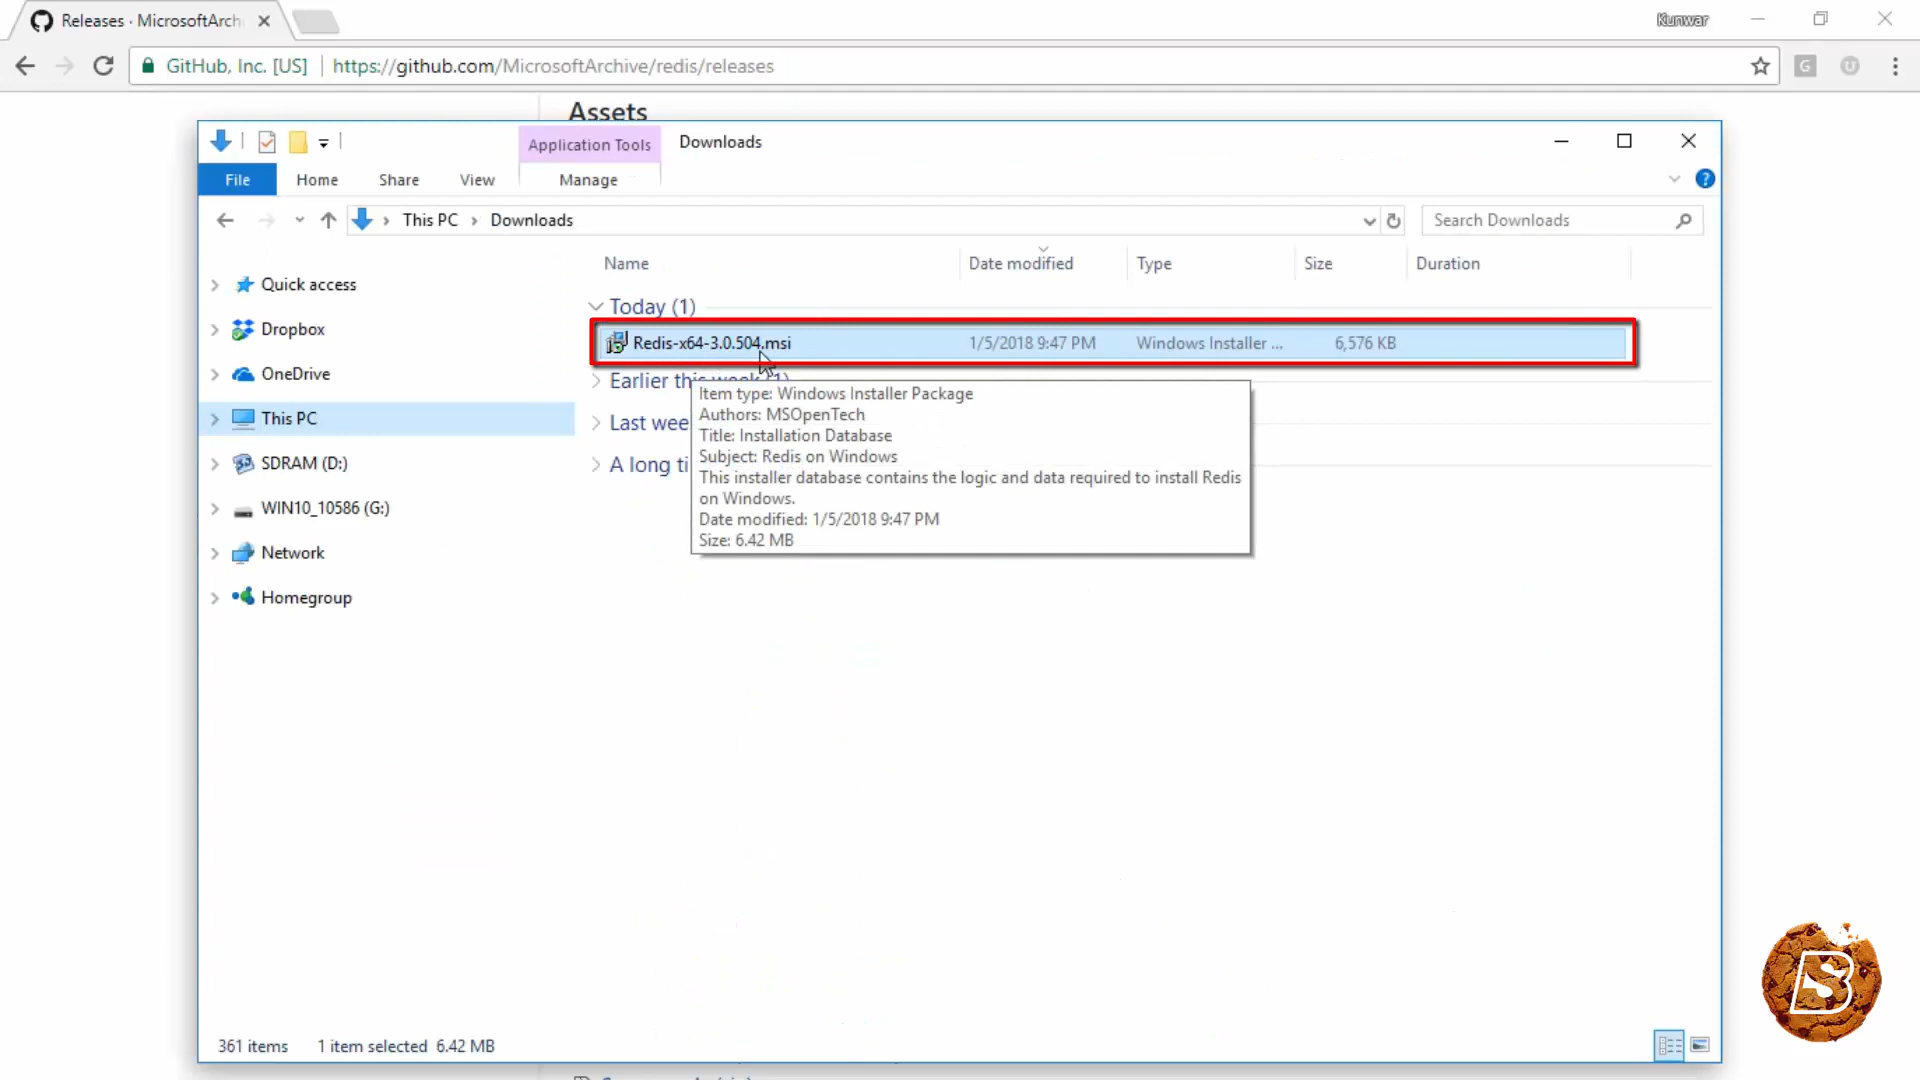 Releases · MicrosoftArch
Kunwar
GitHub, Inc. [US]
https://github.com/MicrosoftArchive/redis/releases
Assets
Application Tools
Downloads
File
Home
Share
View
Manage
This PC
Downloads
Search Downloads
Name
Date modified
Type
Size
Duration
Quick access
Dropbox
OneDrive
This PC
SDRAM (D:)
WIN10_10586 (G:)
Network
Homegroup
Today (1)
Redis-x64-3.0.504.msi
1/5/2018 9:47 PM
Windows Installer ...
6,576 KB
Earlier this week (1)
Last wee
A long ti
Item type: Windows Installer Package
Authors: MSOpenTech
Title: Installation Database
Subject: Redis on Windows
This installer database contains the logic and data required to install Redis
on Windows.
Date modified: 1/5/2018 9:47 PM
Size: 6.42 MB
361 items
1 item selected 6.42 MB